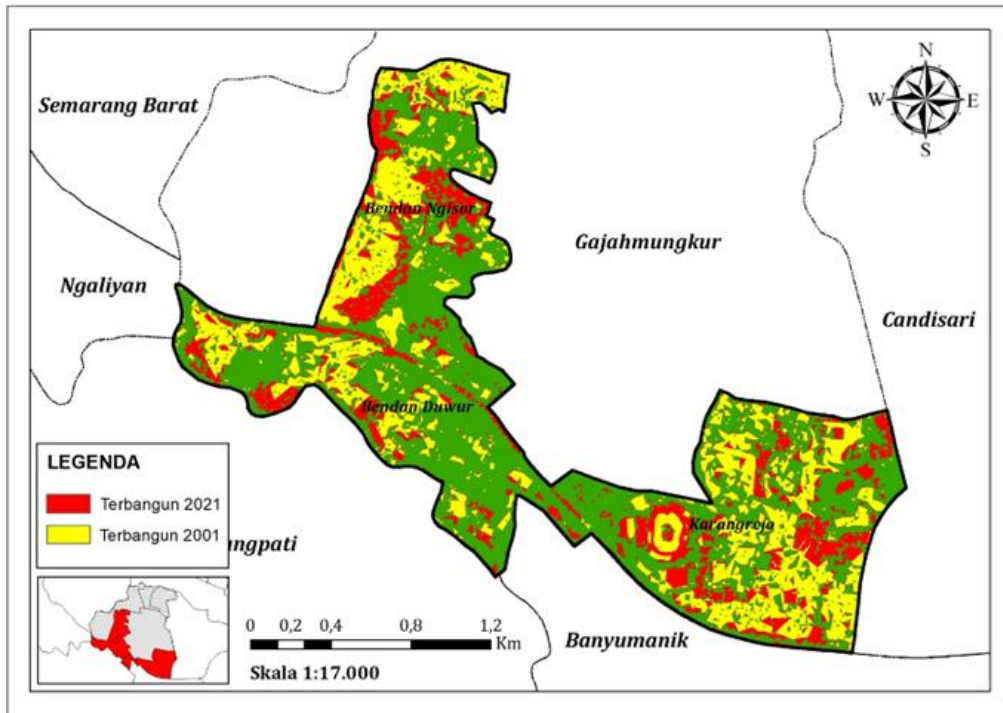 N
W E
S
Semarang Barat
Bendan Ngisor
Gajahmungkur
Ngaliyan
Candisari
Bendan Duwur
LEGENDA
Terbangun 2021
Terbangun 2001
Karangrejo
ungpati
0 0,2 0,4 0,8 1,2
Km
Banyumanik
Skala 1:17.000